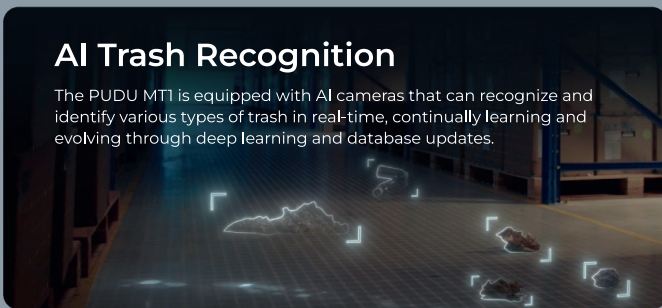 AI Trash Recognition
The PUDU MT1 is equipped with AI cameras that can recognize and
identify various types of trash in real-time, continually learning and
evolving through deep learning and database updates.